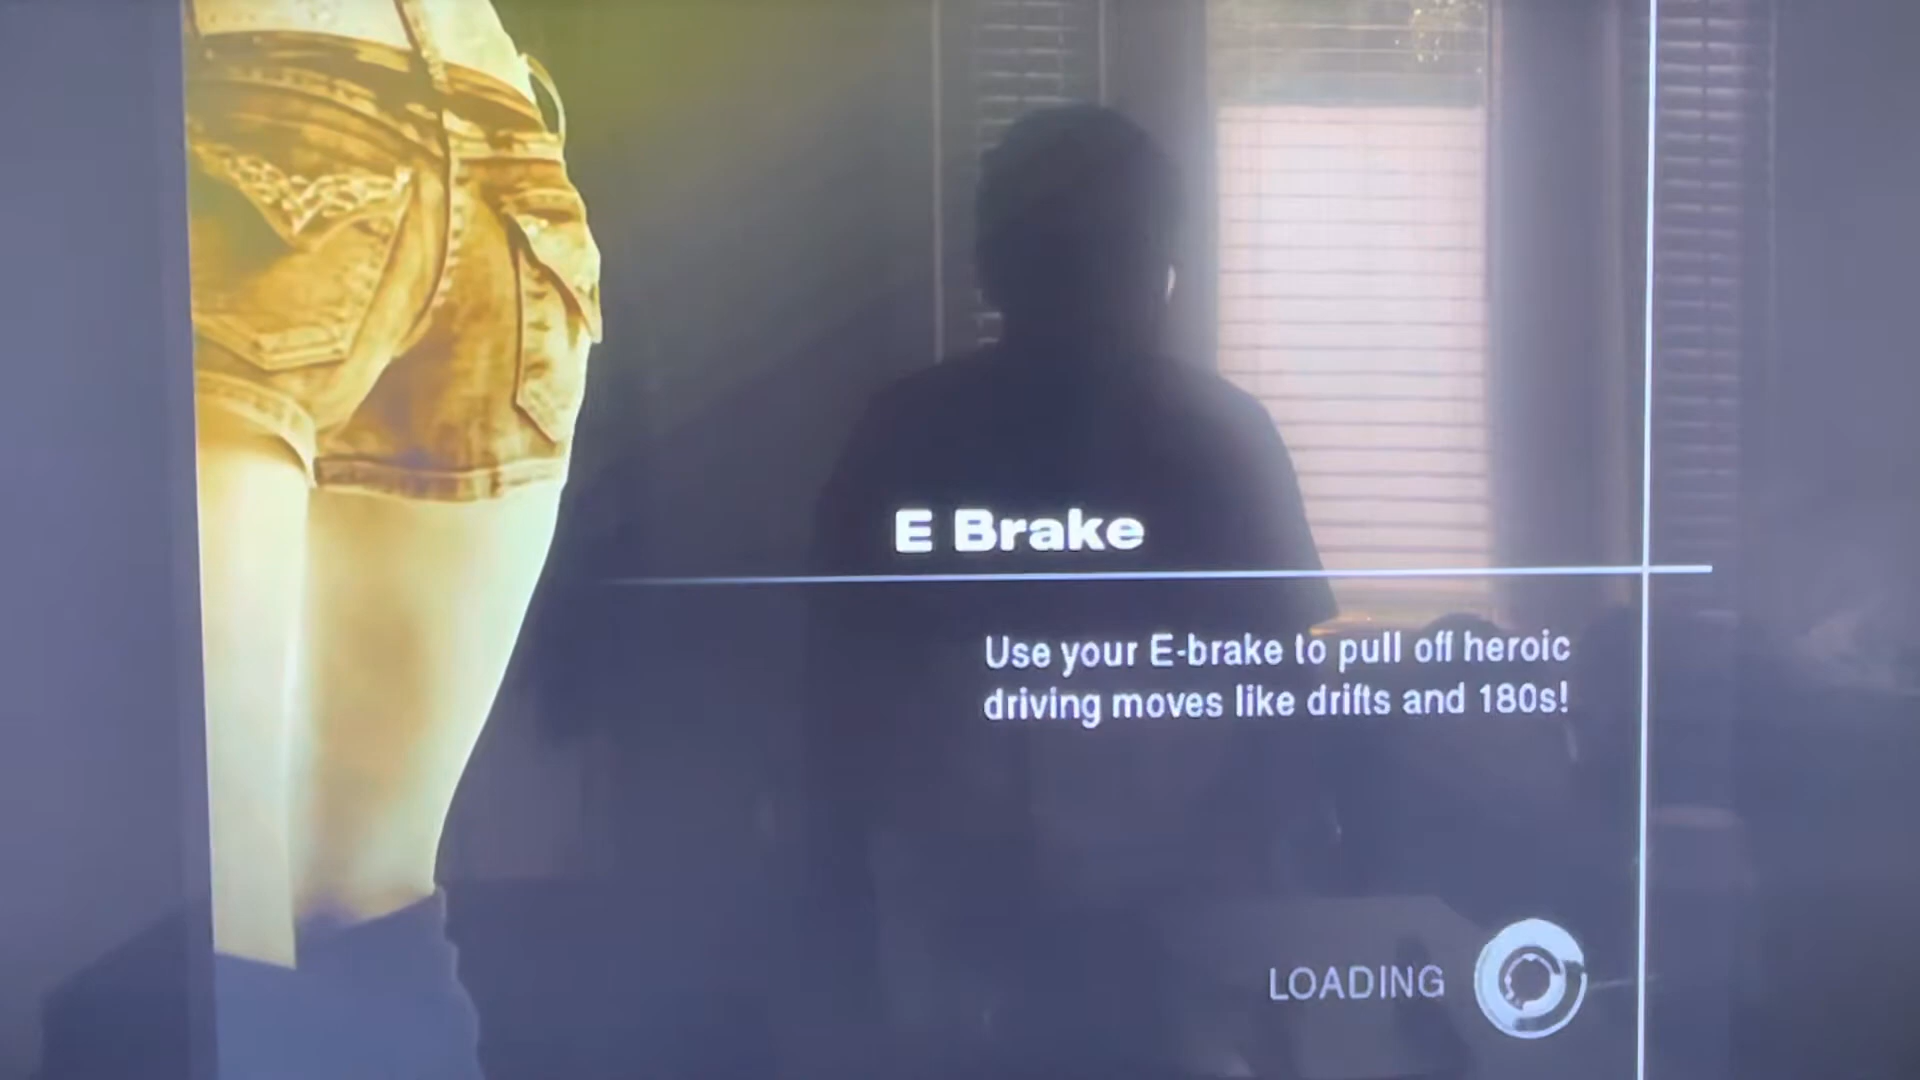 E Brake
Use your E-brake to pull off heroic
driving moves like drifts and 180s!
LOADING